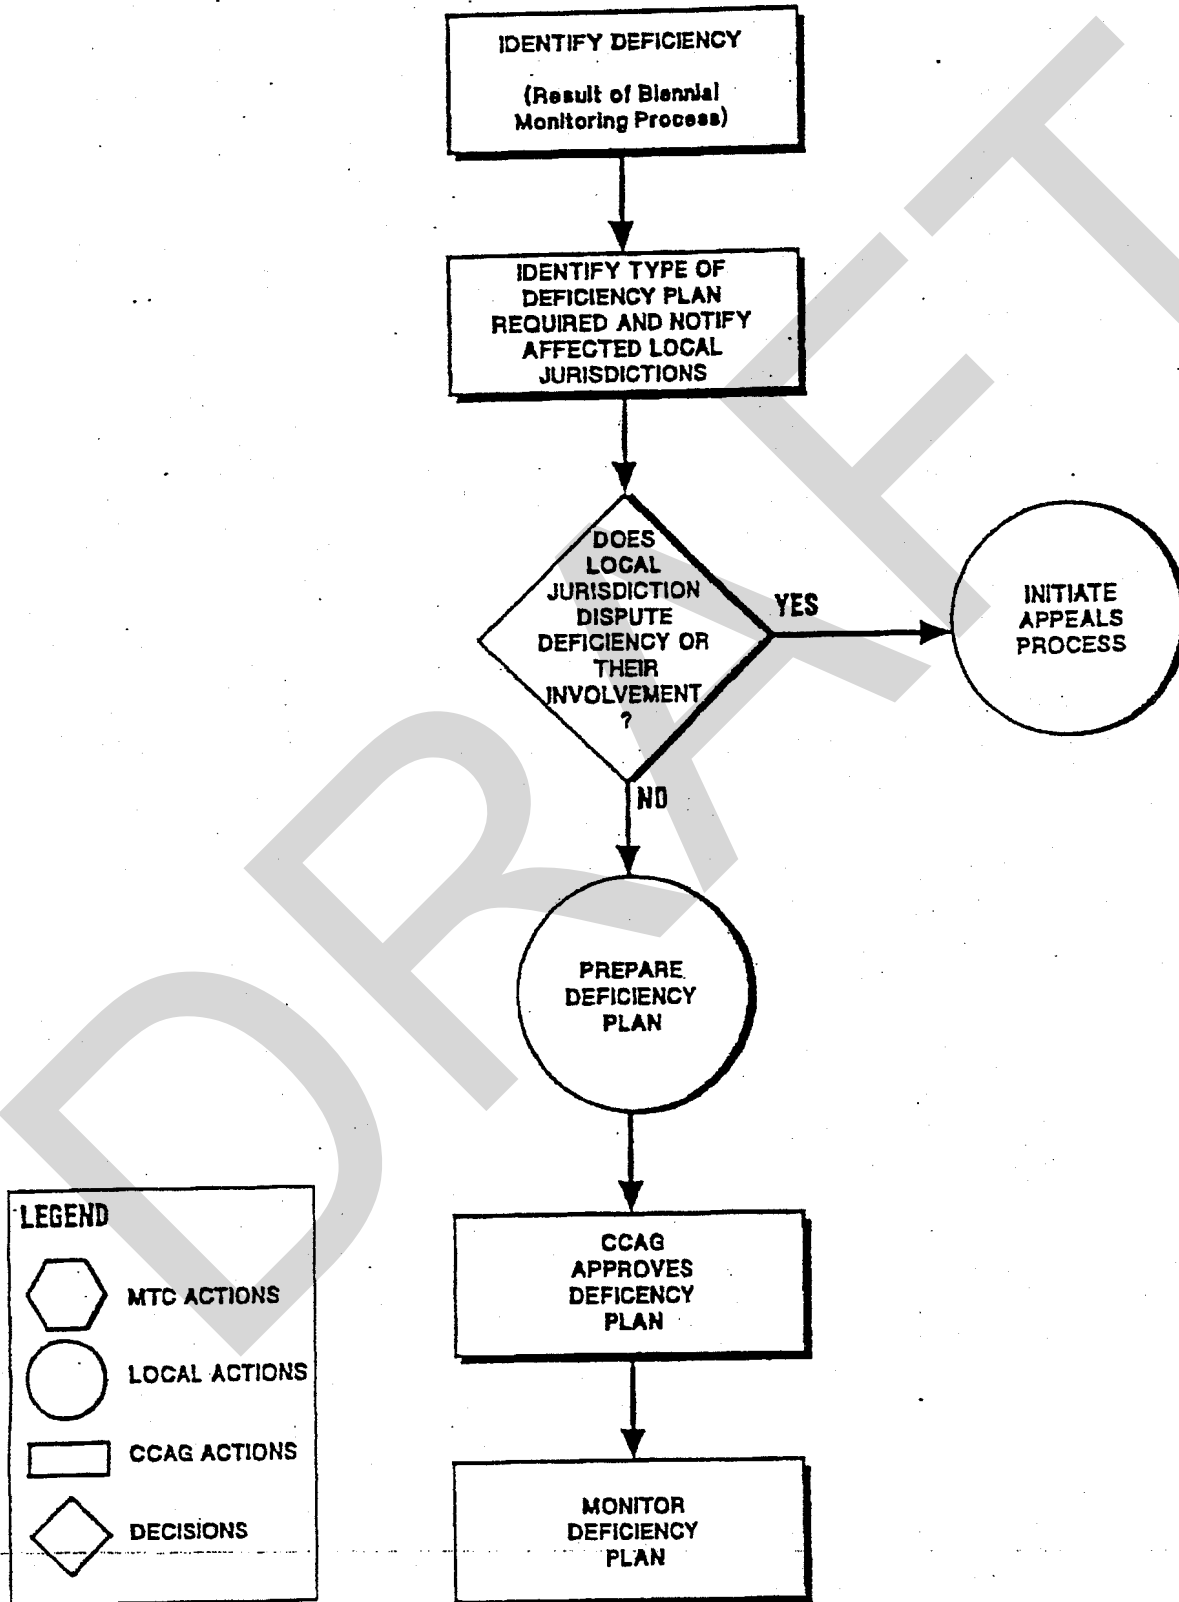 IDENTIFY DEFICIENCY
(Result of Biennial
Monitoring Process)
IDENTIFY TYPE OF
DEFICIENCY PLAN
REQUIRED AND NOTIFY
AFFECTED LOCAL
JURISDICTIONS
DOES
LOCAL
JURISDICTION
DISPUTE
DEFICIENCY OR
THEIR
INVOLVEMENT
?
YES
INITIATE
APPEALS
PROCESS
NO
PREPARE
DEFICIENCY
PLAN
CCAG
APPROVES
DEFICENCY
PLAN
MONITOR
DEFICIENCY
PLAN
LEGEND
MTC ACTIONS
LOCAL ACTIONS
CCAG ACTIONS
DECISIONS
DRAFT